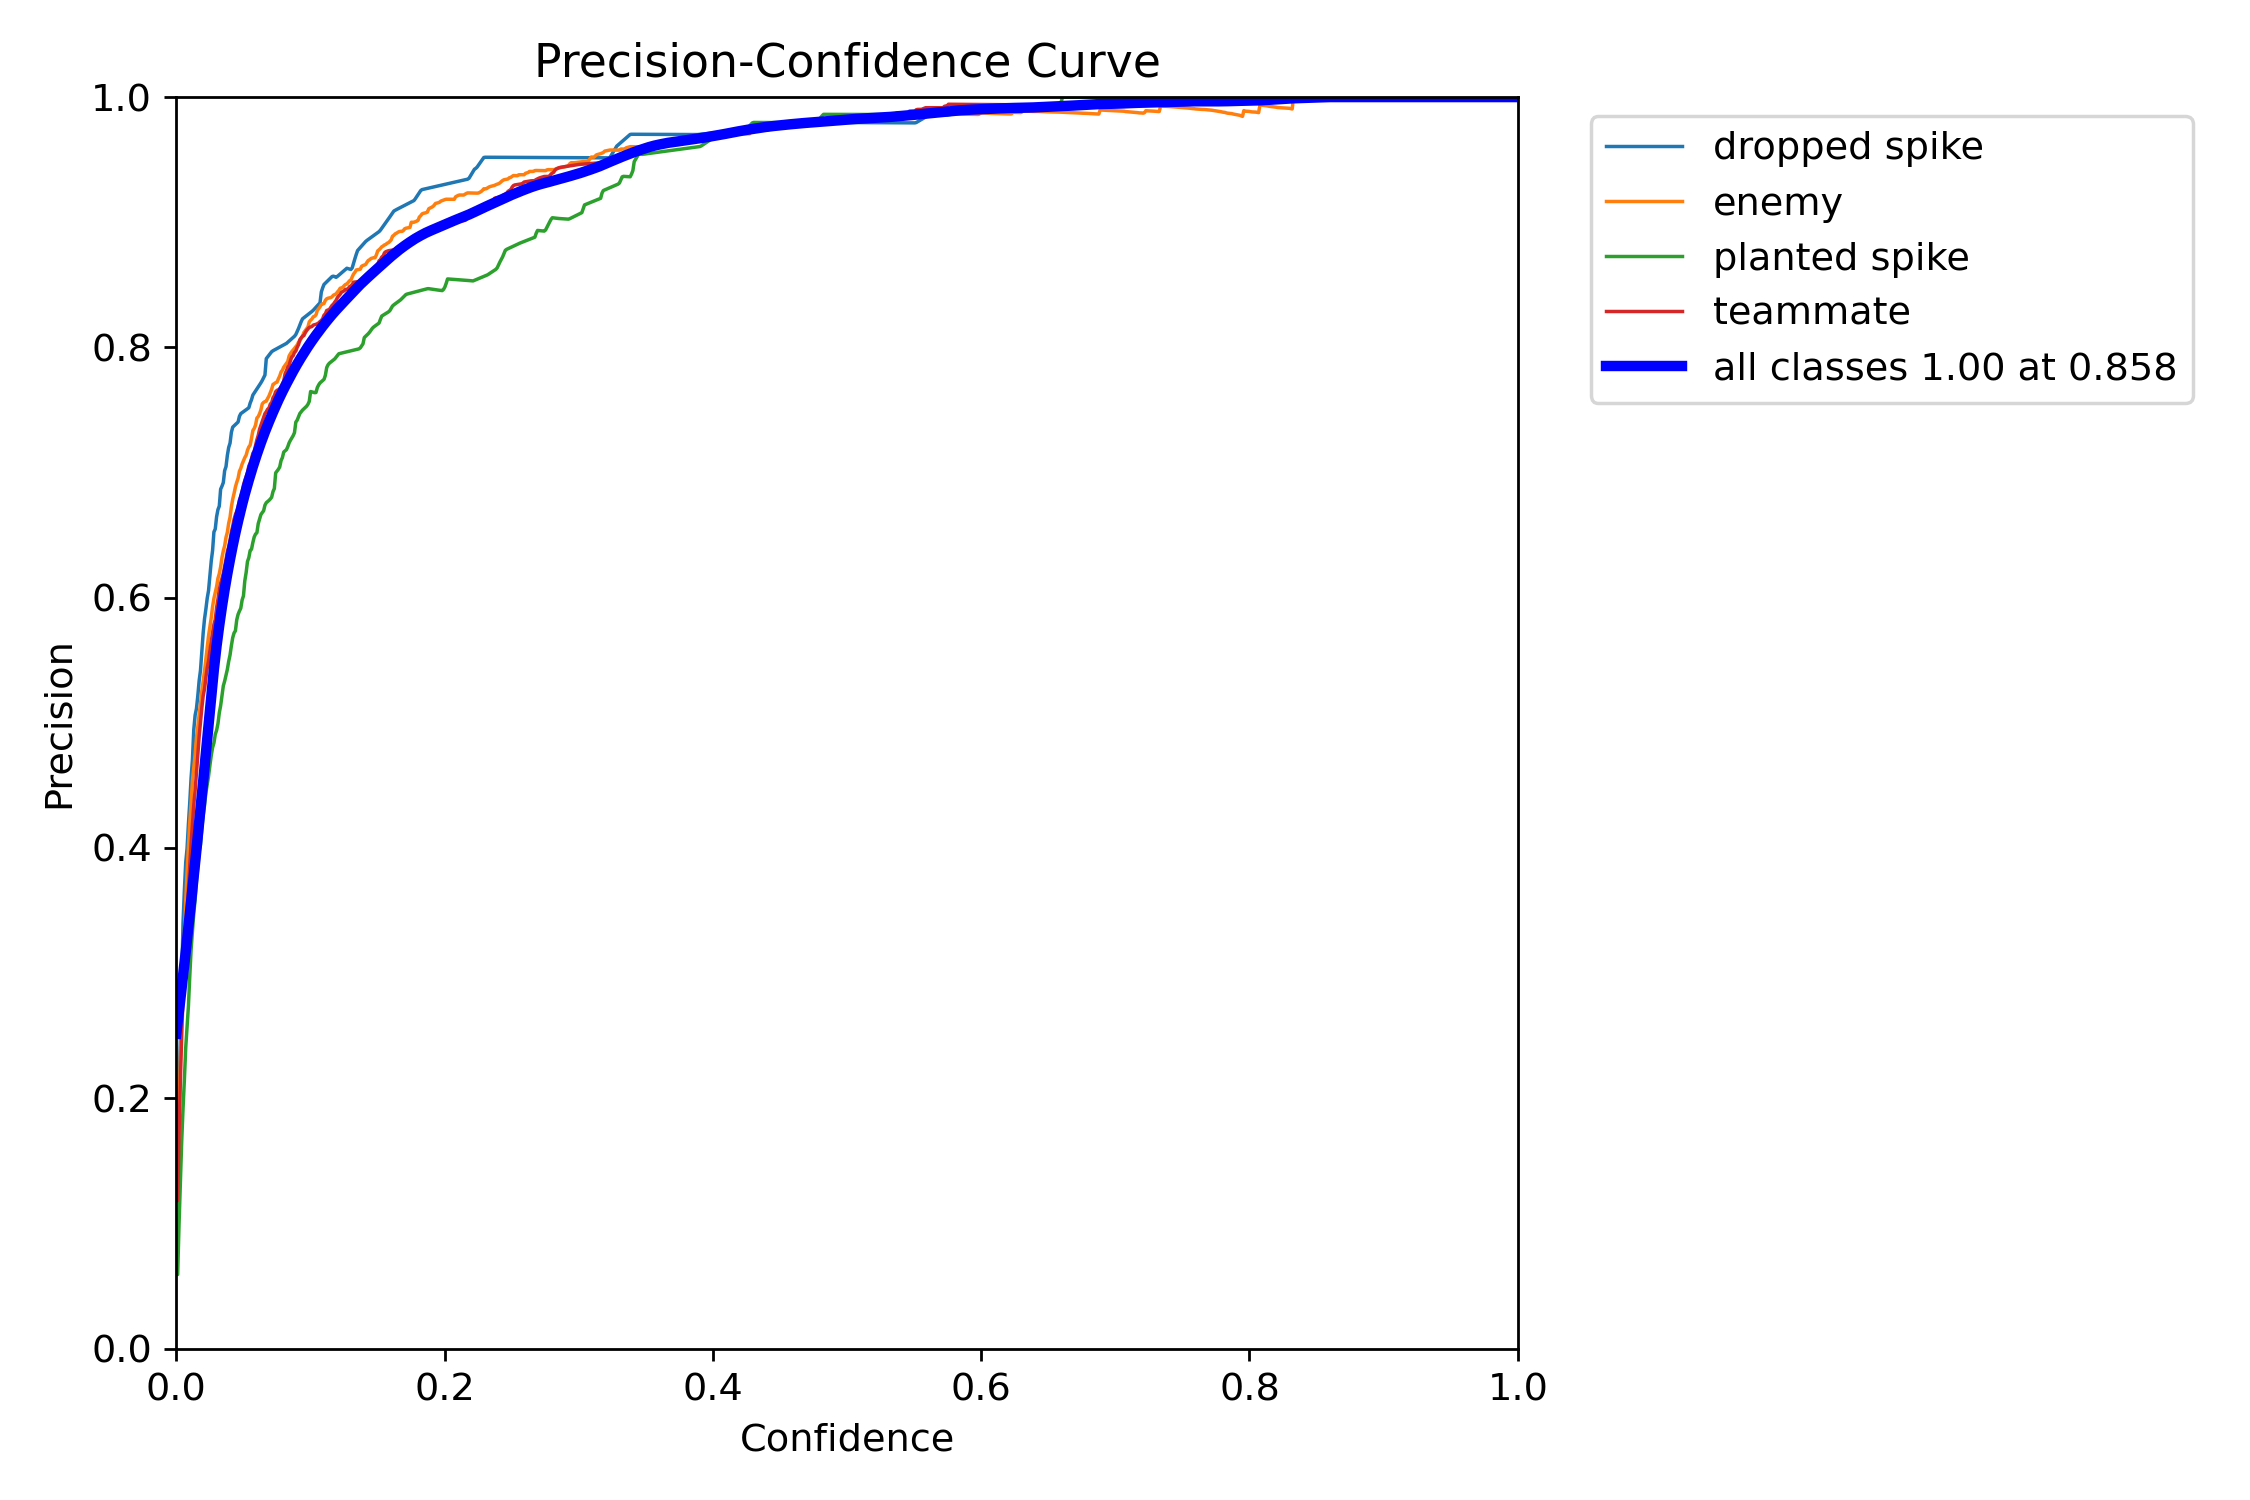 Precision-Confidence Curve
1.0
0.8
0.6
0.4
0.2
0.0
Precision
0.0 0.2 0.4 0.6 0.8 1.0
Confidence
dropped spike
enemy
planted spike
teammate
all classes 1.00 at 0.858